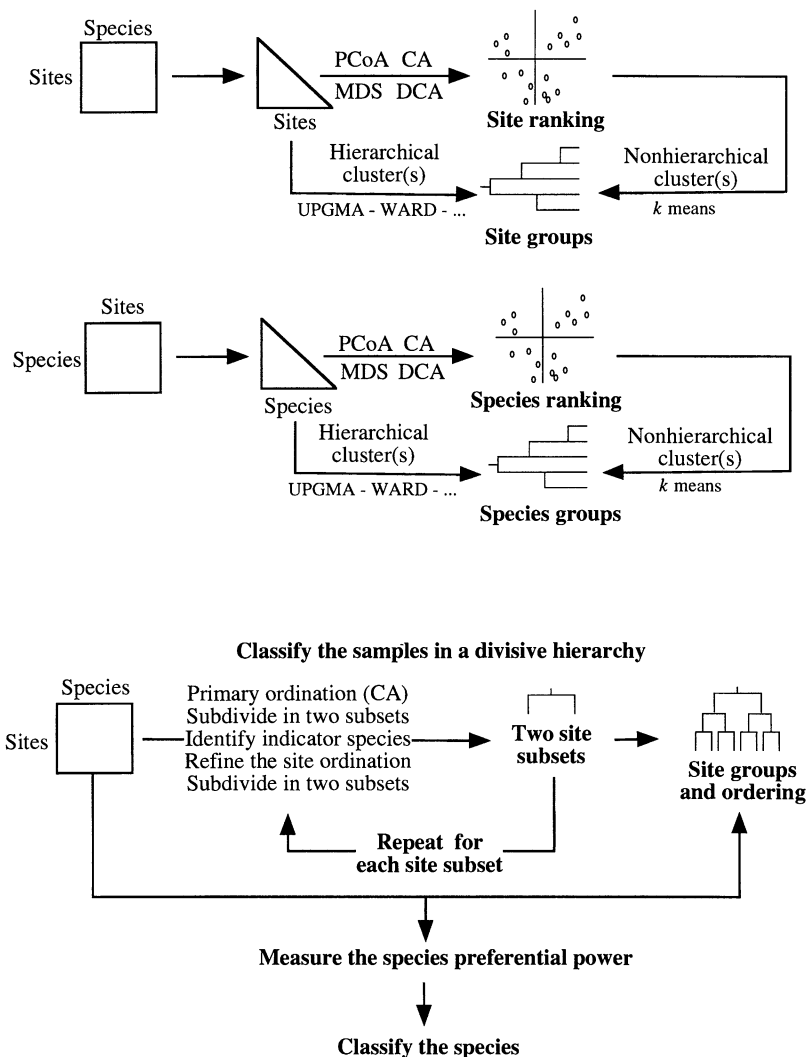 Species
Sites
Sites
PCoA CA
MDS DCA
Site ranking
Hierarchical
cluster(s)
UPGMA - WARD - ...
Nonhierarchical
cluster(s)
k means
Site groups
Sites
Species
Species
PCoA CA
MDS DCA
Species ranking
Hierarchical
cluster(s)
UPGMA - WARD - ...
Nonhierarchical
cluster(s)
k means
Species groups
Classify the samples in a divisive hierarchy
Species
Sites
Primary ordination (CA)
Subdivide in two subsets
Identify indicator species
Refine the site ordination
Subdivide in two subsets
Two site
subsets
Site groups
and ordering
Repeat for
each site subset
Measure the species preferential power
Classify the species